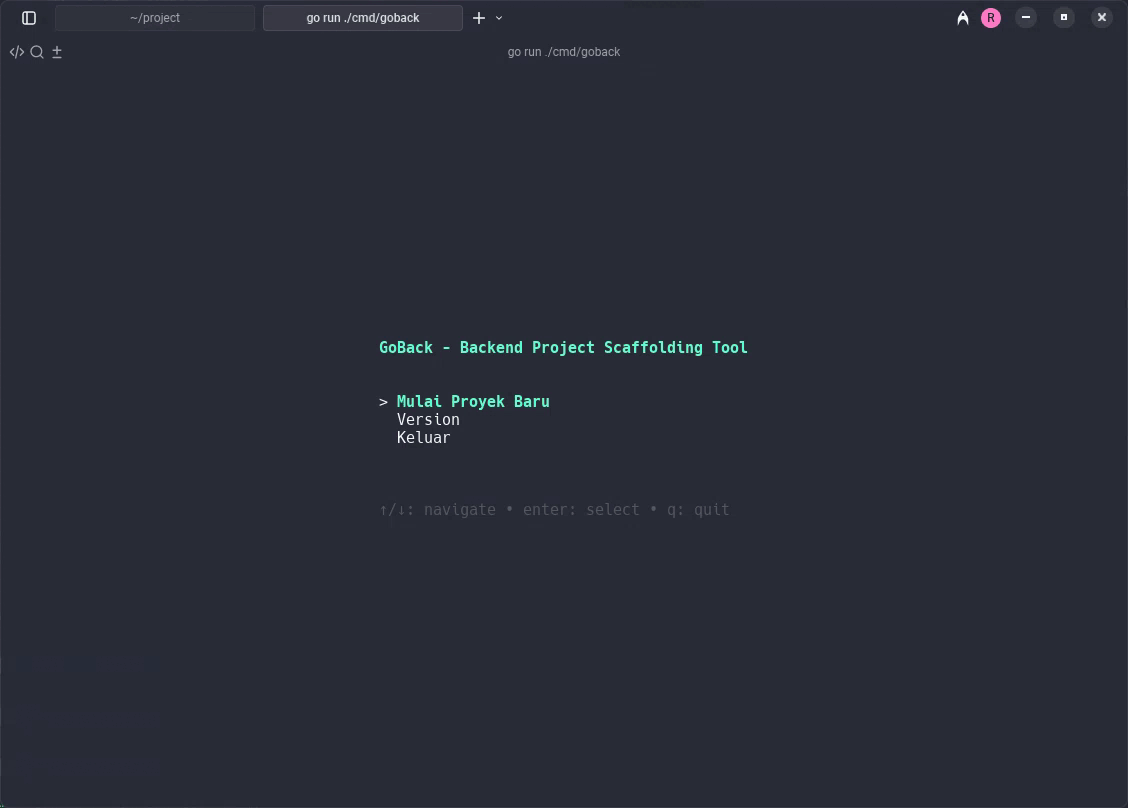 ~/project
go run ./cmd/goback
R
go run ./cmd/goback
GoBack - Backend Project Scaffolding Tool
> Mulai Proyek Baru
Version
Keluar
↑/↓: navigate • enter: select • q: quit